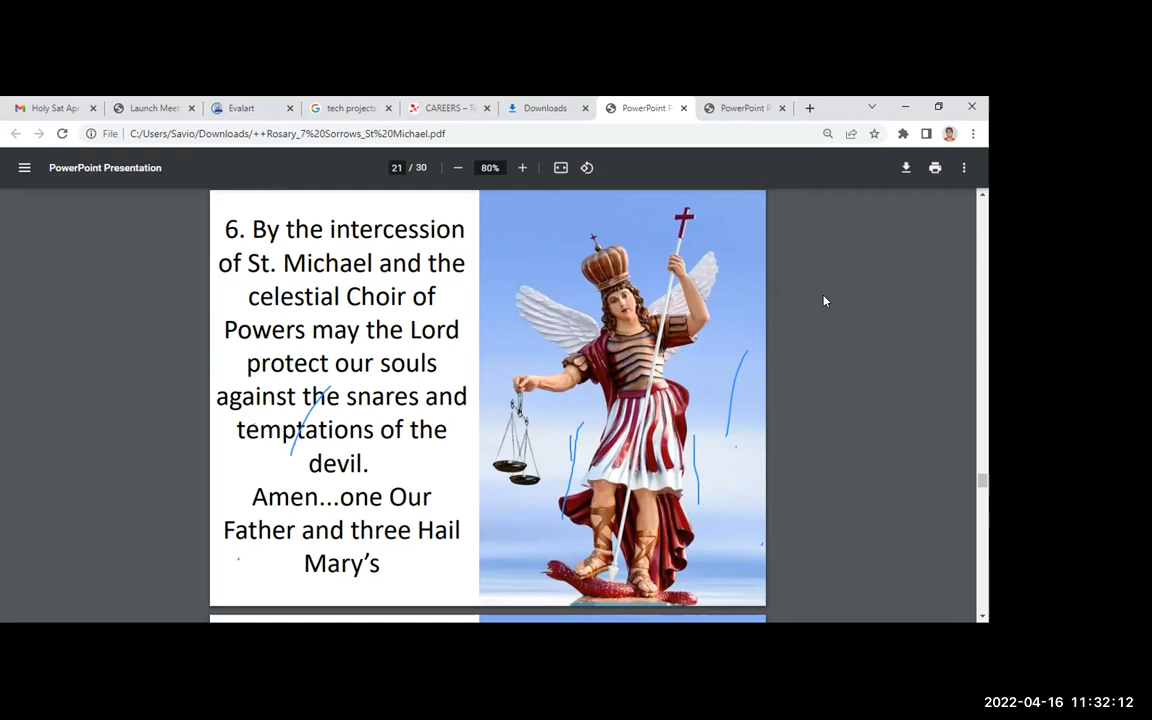 Holy Sat Apr
Launch Meet
Evalart
tech projects
CAREERS – T
Downloads
PowerPoint P
PowerPoint P
File C:/Users/Savio/Downloads/++Rosary_7%20Sorrows_St%20Michael.pdf
PowerPoint Presentation
21 / 30
80%
6. By the intercession
of St. Michael and the
celestial Choir of
Powers may the Lord
protect our souls
against the snares and
temptations of the
devil.
Amen...one Our
Father and three Hail
Mary’s
2022-04-16 11:32:12